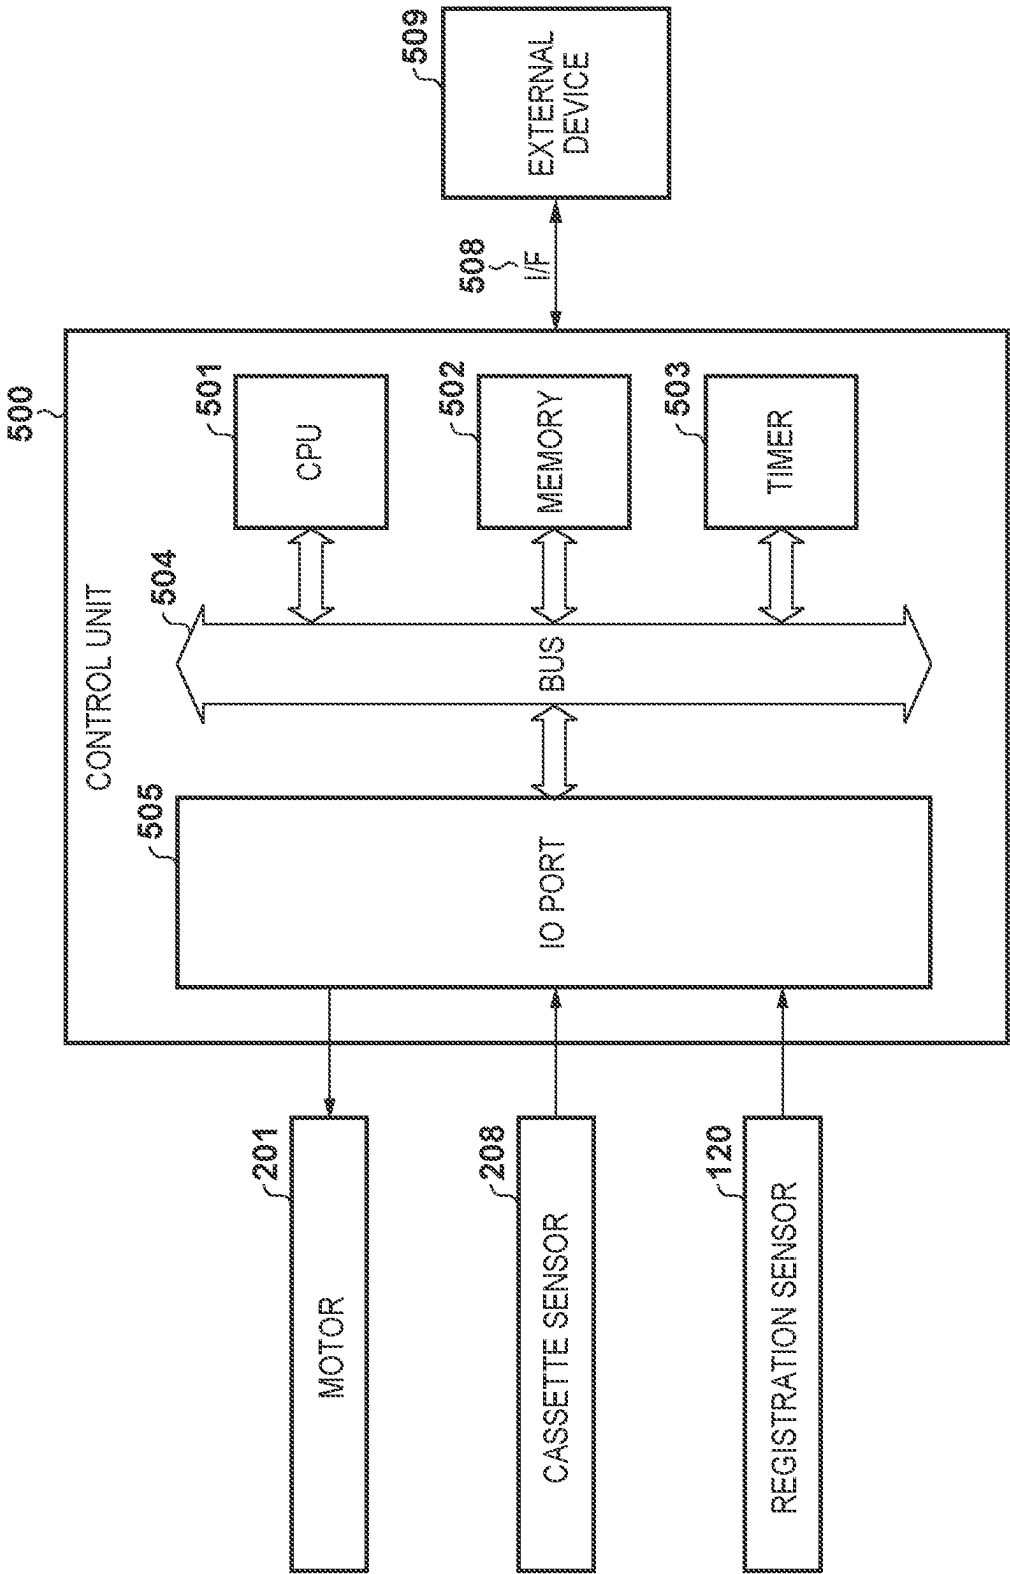 500
CONTROL UNIT
201
MOTOR
208
CASSETTE SENSOR
120
REGISTRATION SENSOR
505
IO PORT
504
BUS
501
CPU
502
MEMORY
503
TIMER
508
I/F
509
EXTERNAL
DEVICE